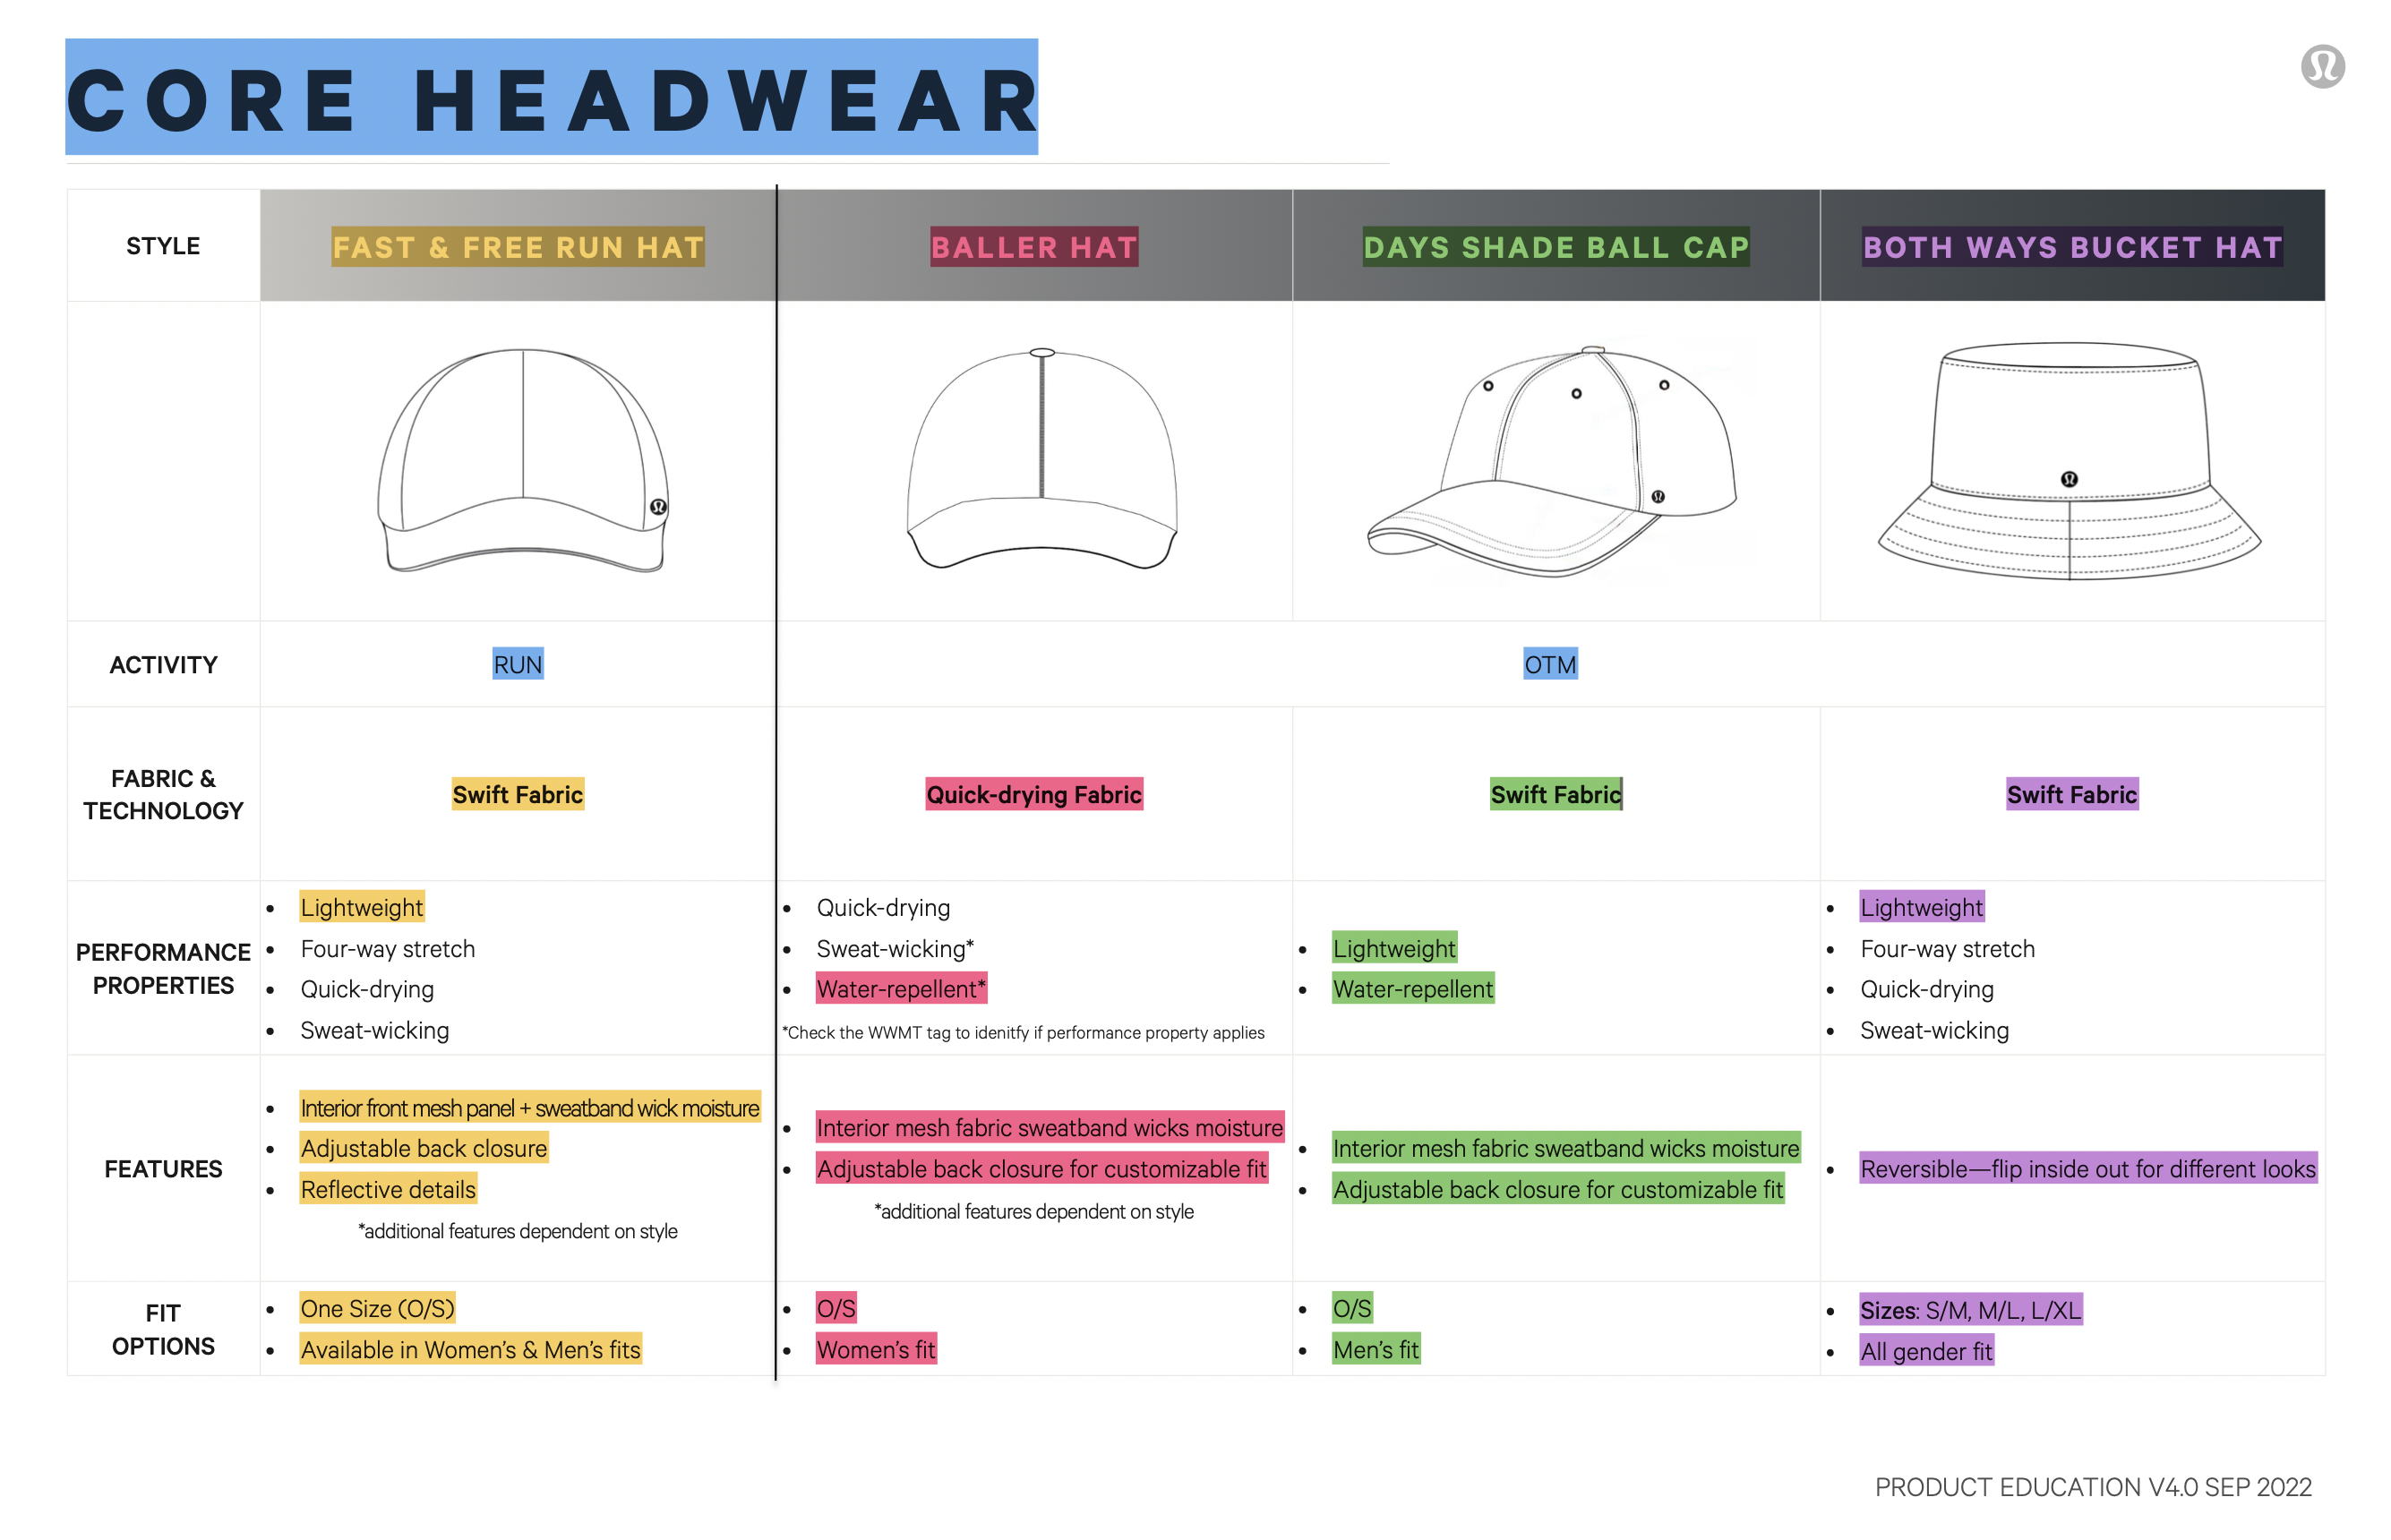 CORE HEADWEAR
STYLE
FAST & FREE RUN HAT
BALLER HAT
DAYS SHADE BALL CAP
BOTH WAYS BUCKET HAT
ACTIVITY
RUN
OTM
FABRIC &
TECHNOLOGY
Swift Fabric
Quick-drying Fabric
Swift Fabric
Swift Fabric
PERFORMANCE
PROPERTIES
• Lightweight
• Four-way stretch
• Quick-drying
• Sweat-wicking
• Quick-drying
• Sweat-wicking*
• Water-repellent*
*Check the WWMT tag to idenitfy if performance property applies
• Lightweight
• Water-repellent
• Lightweight
• Four-way stretch
• Quick-drying
• Sweat-wicking
FEATURES
• Interior front mesh panel + sweatband wick moisture
• Adjustable back closure
• Reflective details
*additional features dependent on style
• Interior mesh fabric sweatband wicks moisture
• Adjustable back closure for customizable fit
*additional features dependent on style
• Interior mesh fabric sweatband wicks moisture
• Adjustable back closure for customizable fit
• Reversible—flip inside out for different looks
FIT
OPTIONS
• One Size (O/S)
• Available in Women’s & Men’s fits
• O/S
• Women’s fit
• O/S
• Men’s fit
• Sizes: S/M, M/L, L/XL
• All gender fit
PRODUCT EDUCATION V4.0 SEP 2022